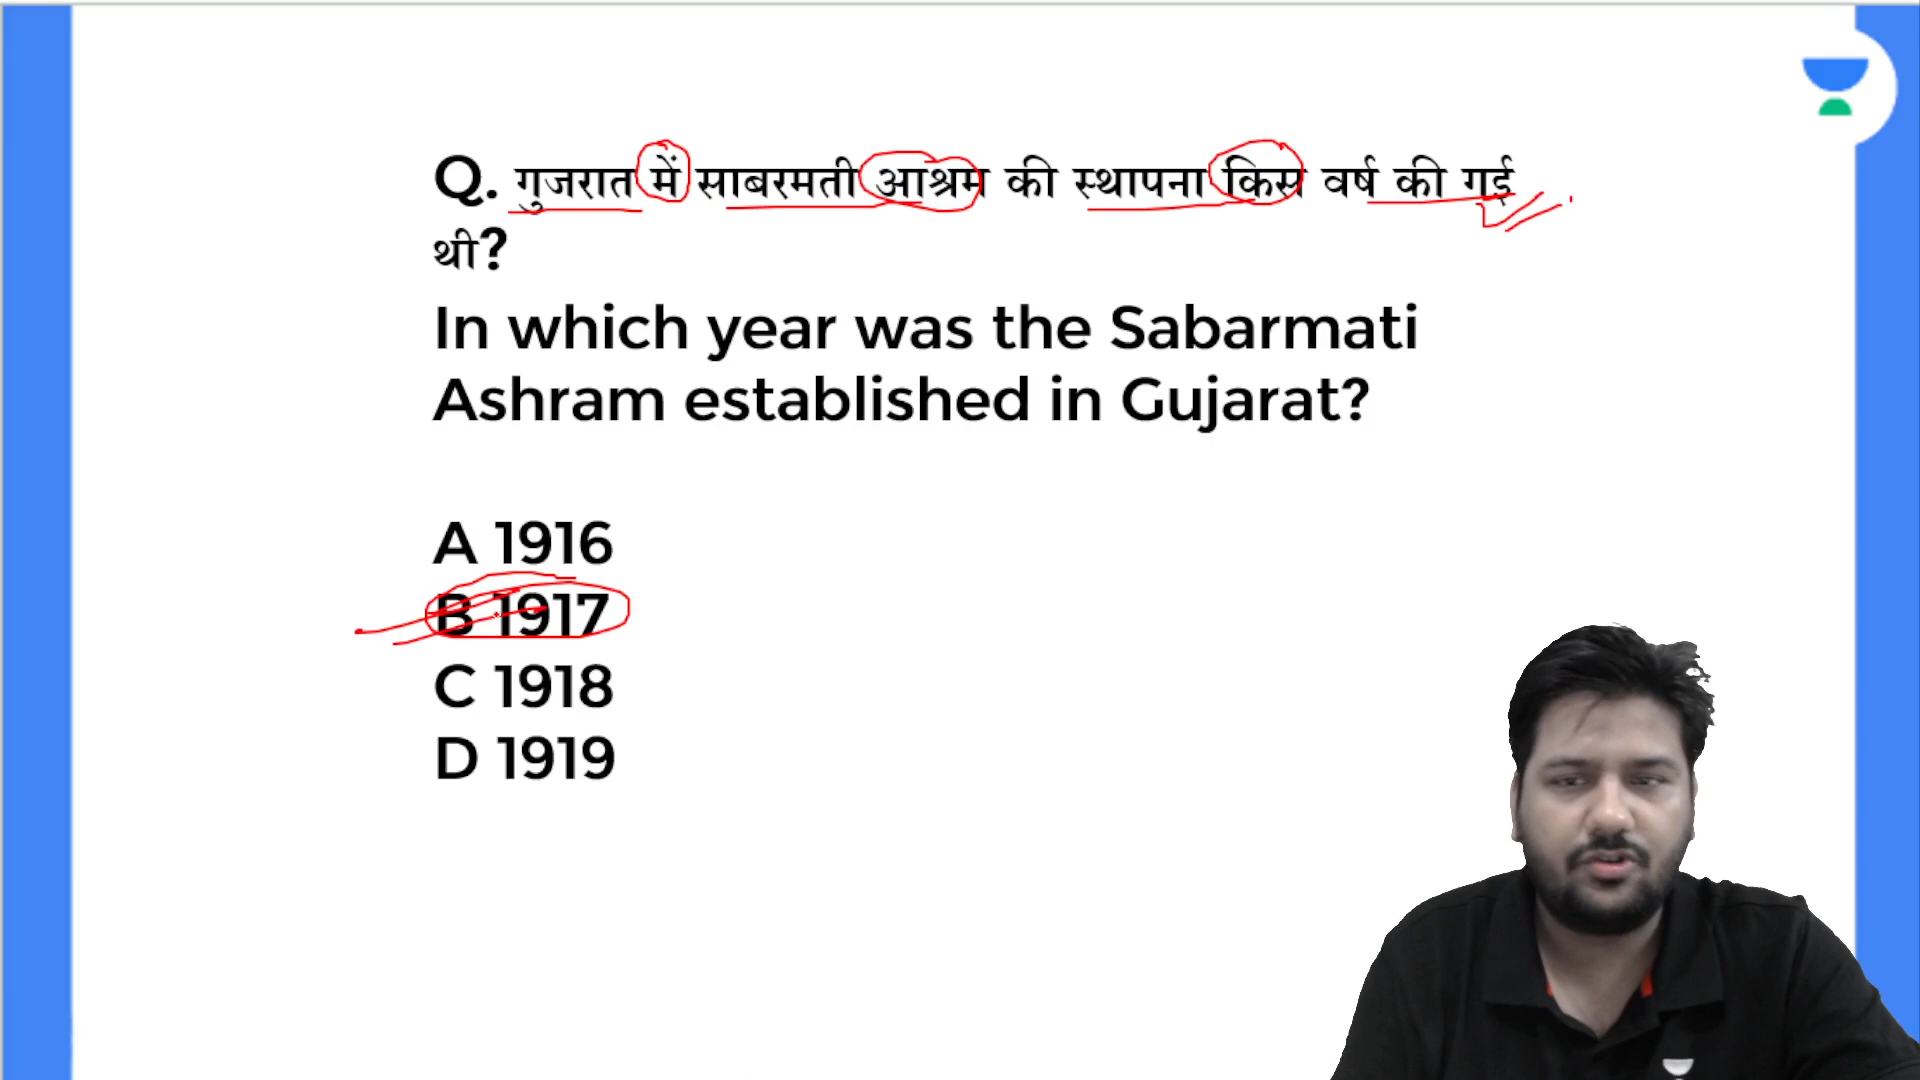 Q. गुजरात में साबरमती आश्रम की स्थापना किस वर्ष की गई
थी?
In which year was the Sabarmati
Ashram established in Gujarat?
A 1916
B 1917
C 1918
D 1919